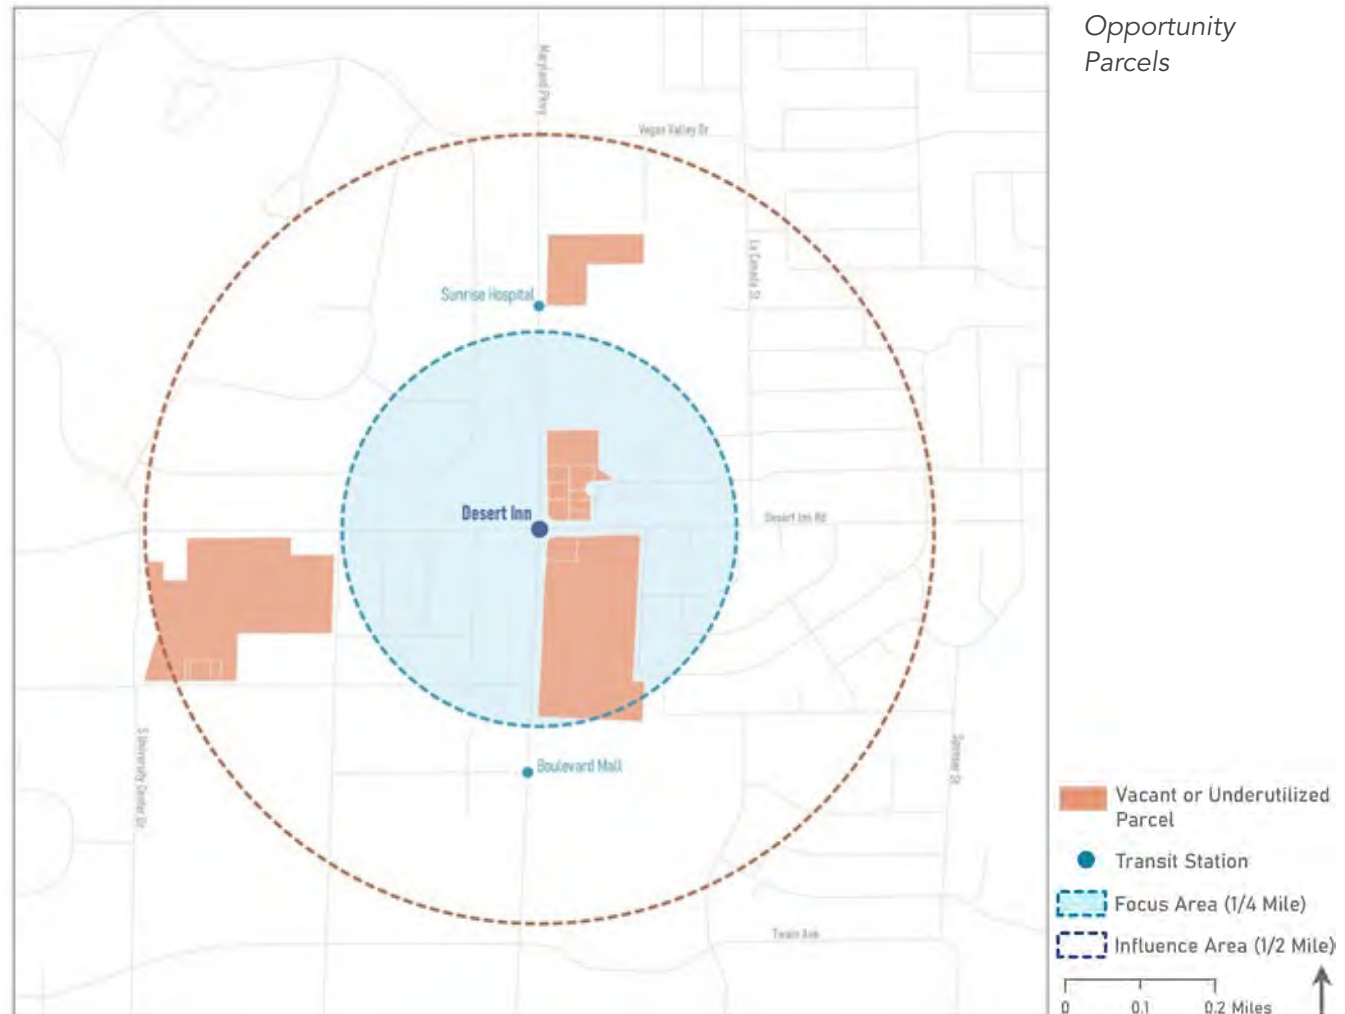 Opportunity
Parcels
Maryland Pkwy
Vegas Valley Dr
La Canada St
Sunrise Hospital
Desert Inn
Desert Inn Rd
Boulevard Mall
S University Center Dr
Spencer St
Twain Ave
Vacant or Underutilized
Parcel
Transit Station
Focus Area (1/4 Mile)
Influence Area (1/2 Mile)
0 0.1 0.2 Miles